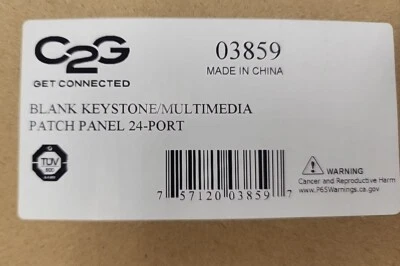 C2G
GET CONNECTED
03859
MADE IN CHINA
BLANK KEYSTONE/MULTIMEDIA
PATCH PANEL 24-PORT
TÜV
7 57120 03859 7
WARNING
Cancer and Reproductive Harm
www.P65Warnings.ca.gov